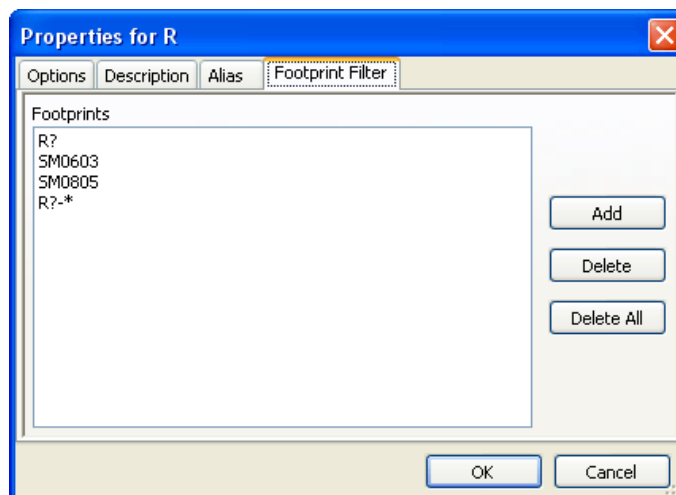 Properties for R
Options Description Alias Footprint Filter
Footprints
R?
SM0603
SM0805
R?-*
Add
Delete
Delete All
OK Cancel